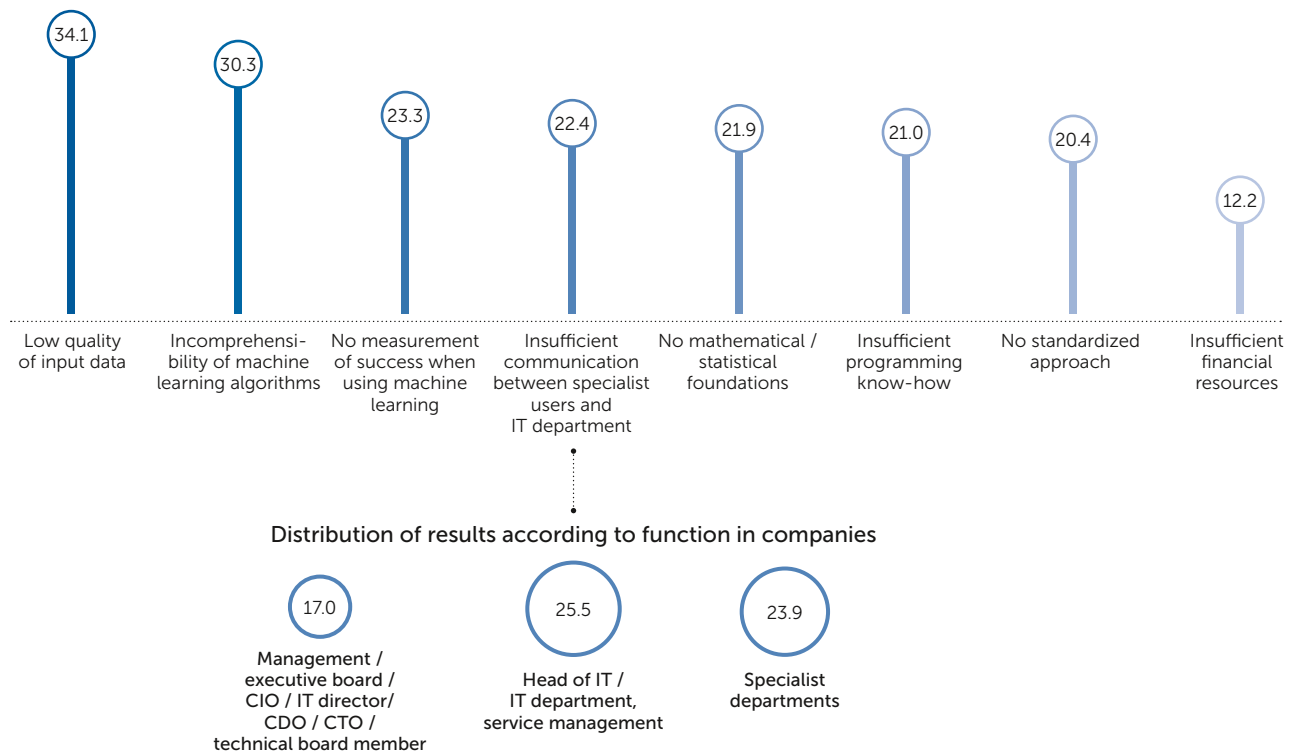 34.1
30.3
23.3
22.4
21.9
21.0
20.4
12.2
Low quality
of input data
Incomprehensi-
bility of machine
learning algorithms
No measurement
of success when
using machine
learning
Insufficient
communication
between specialist
users and
IT department
No mathematical /
statistical
foundations
Insufficient
programming
know-how
No standardized
approach
Insufficient
financial
resources
Distribution of results according to function in companies
17.0
Management /
executive board /
CIO / IT director/
CDO / CTO /
technical board member
25.5
Head of IT /
IT department,
service management
23.9
Specialist
departments